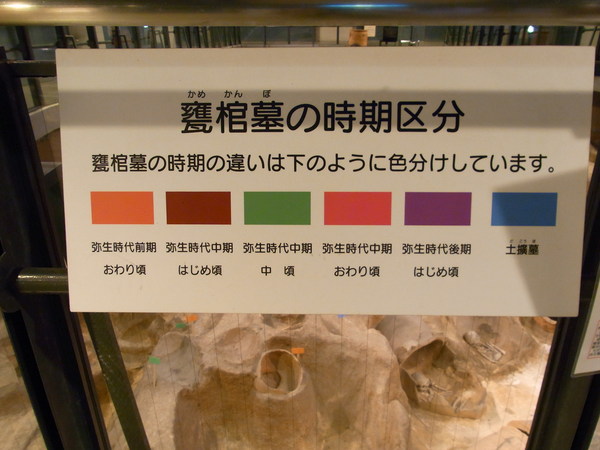 かめ かん ぼ
甕棺墓の時期区分
甕棺墓の時期の違いは下のように色分けしています。
弥生時代前期 弥生時代中期 弥生時代中期 弥生時代中期 弥生時代後期 土壙墓
おわり頃 はじめ頃 中 頃 おわり頃 はじめ頃